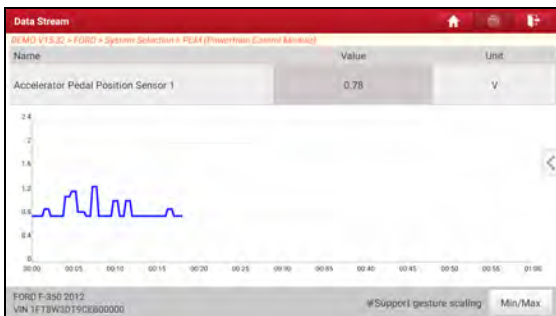 Data Stream
DEMO V15.32 > FORD > System Selection > PCM (Powertrain Control Module)
Name Value Unit
Accelerator Pedal Position Sensor 1 0.78 V
2.4
2
1.6
1.2
0.8
0.4
0
00:00 00:05 00:10 00:15 00:20 00:25 00:30 00:35 00:40 00:45 00:50 00:55 01:00
FORD F-350 2012
#Support gesture scaling Min/Max
VIN 1FT8W3DT9CEB00000